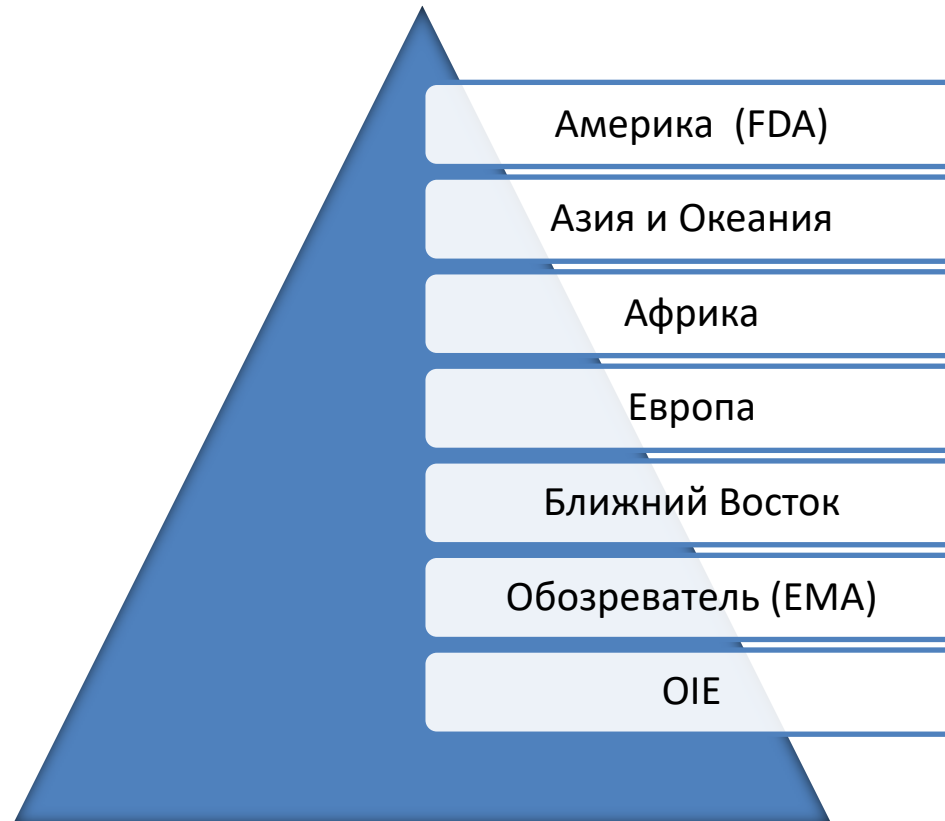 Америка  (FDA)
Азия и Океания
Африка
Европа
Ближний Восток
Обозреватель (EMA)
OIE